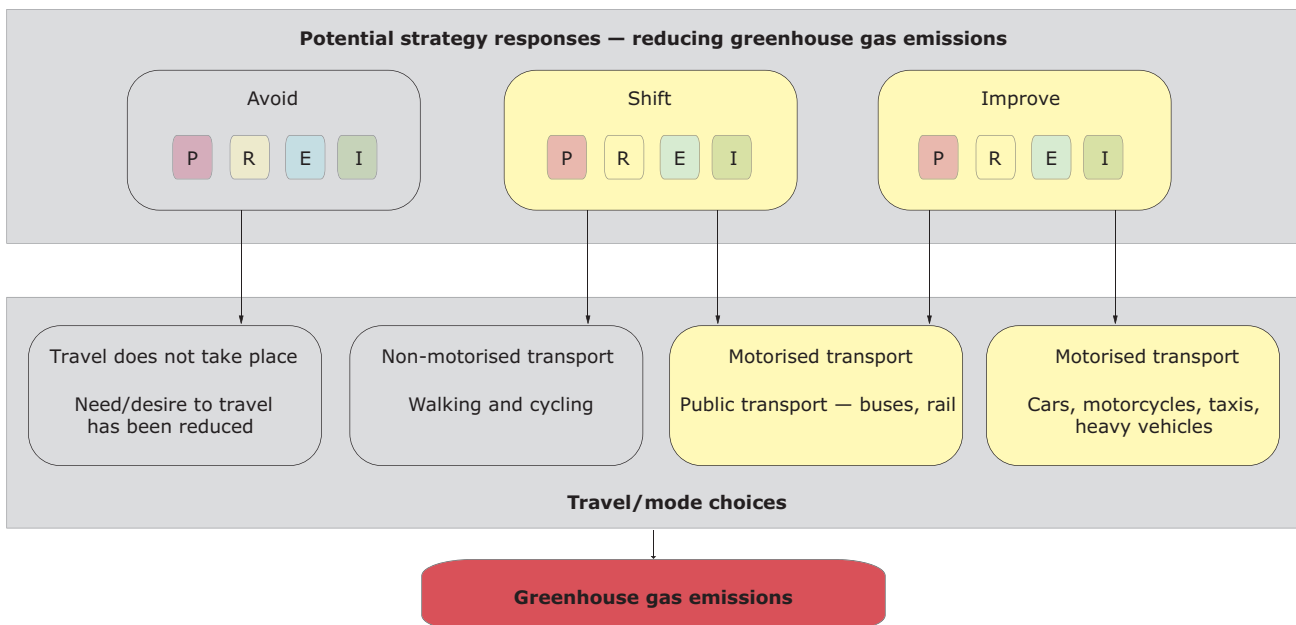 Potential strategy responses — reducing greenhouse gas emissions
Avoid
P R E I
Shift
P R E I
Improve
P R E I
Travel does not take place
Need/desire to travel
has been reduced
Non-motorised transport
Walking and cycling
Motorised transport
Public transport — buses, rail
Motorised transport
Cars, motorcycles, taxis,
heavy vehicles
Travel/mode choices
Greenhouse gas emissions